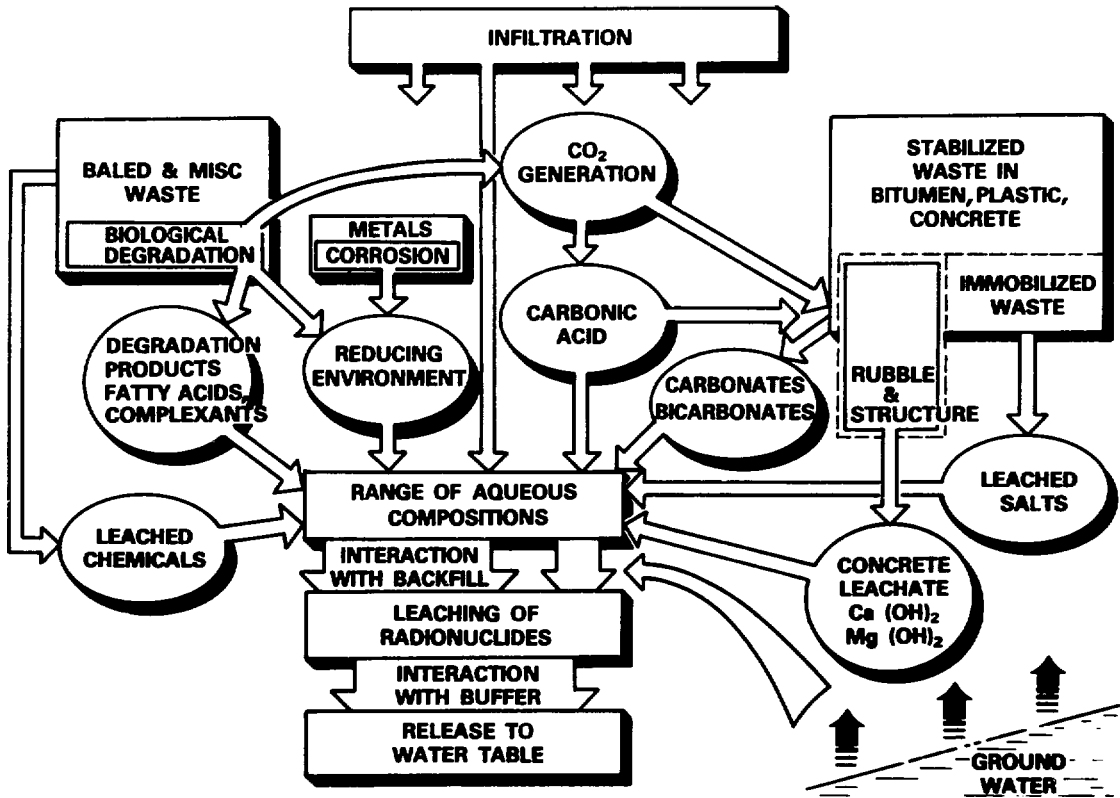 INFILTRATION
BALED & MISC
WASTE
BIOLOGICAL
DEGRADATION
METALS
CORROSION
CO₂
GENERATION
STABILIZED
WASTE IN
BITUMEN, PLASTIC,
CONCRETE
IMMOBILIZED
WASTE
RUBBLE
&
STRUCTURE
DEGRADATION
PRODUCTS
FATTY ACIDS,
COMPLEXANTS
REDUCING
ENVIRONMENT
CARBONIC
ACID
CARBONATES
BICARBONATES
LEACHED
SALTS
LEACHED
CHEMICALS
RANGE OF AQUEOUS
COMPOSITIONS
INTERACTION
WITH BACKFILL
LEACHING OF
RADIONUCLIDES
INTERACTION
WITH BUFFER
RELEASE TO
WATER TABLE
CONCRETE
LEACHATE
Ca (OH)₂
Mg (OH)₂
GROUND
WATER